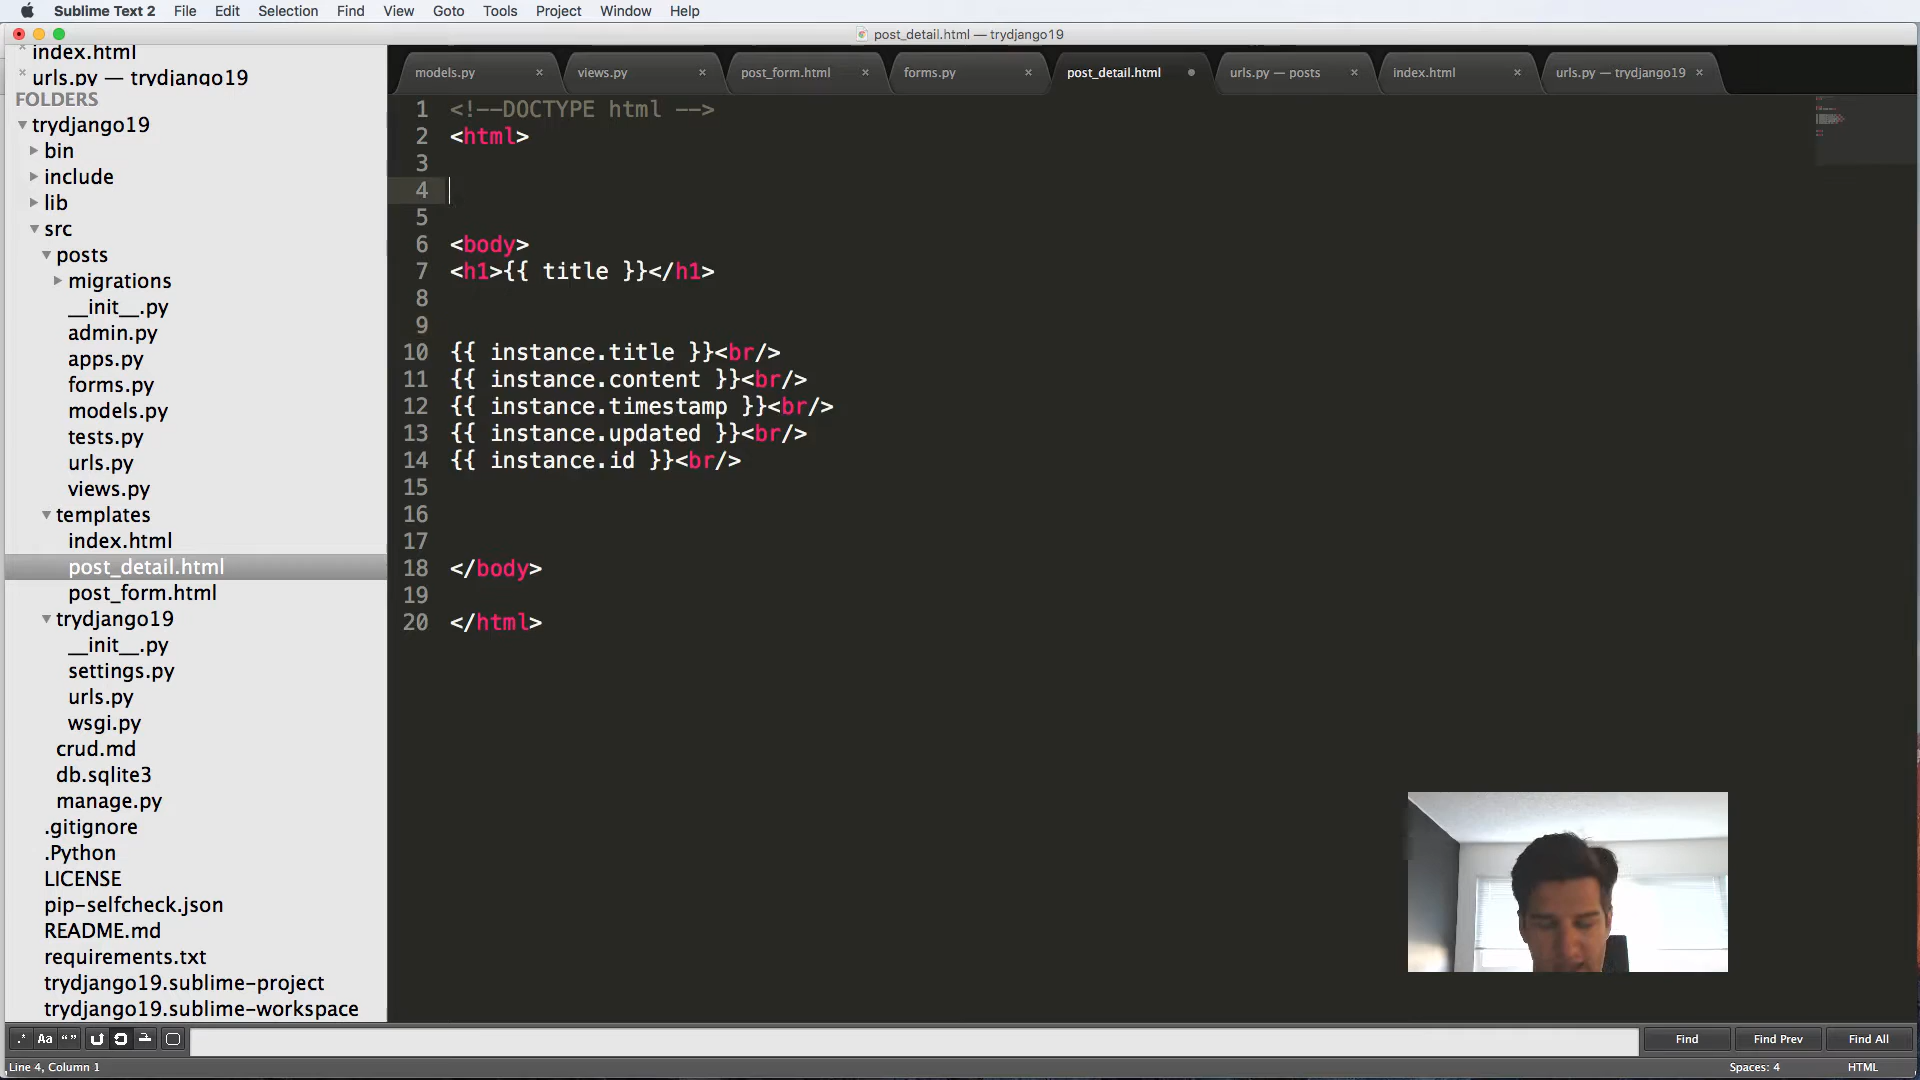 Sublime Text 2 File Edit Selection Find View Goto Tools Project Window Help
post_detail.html — trydjango19
index.html
urls.py — trydjango19
FOLDERS
trydjango19
bin
include
lib
src
posts
migrations
__init__.py
admin.py
apps.py
forms.py
models.py
tests.py
urls.py
views.py
templates
index.html
post_detail.html
post_form.html
trydjango19
__init__.py
settings.py
urls.py
wsgi.py
crud.md
db.sqlite3
manage.py
.gitignore
.Python
LICENSE
pip-selfcheck.json
README.md
requirements.txt
trydjango19.sublime-project
trydjango19.sublime-workspace
models.py views.py post_form.html forms.py post_detail.html urls.py — posts index.html urls.py — trydjango19
1 <!--DOCTYPE html -->
2 <html>
3
4
5
6 <body>
7 <h1>{{ title }}</h1>
8
9
10 {{ instance.title }}<br/>
11 {{ instance.content }}<br/>
12 {{ instance.timestamp }}<br/>
13 {{ instance.updated }}<br/>
14 {{ instance.id }}<br/>
15
16
17
18 </body>
19
20 </html>
.* Aa “ ” Find Find Prev Find All
Line 4, Column 1 Spaces: 4 HTML